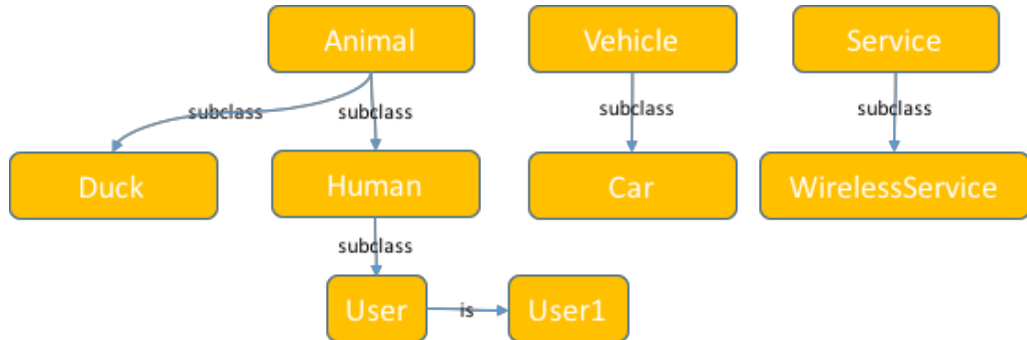 Animal
Vehicle
Service
subclass
subclass
subclass
subclass
Duck
Human
Car
WirelessService
subclass
User
is
User1